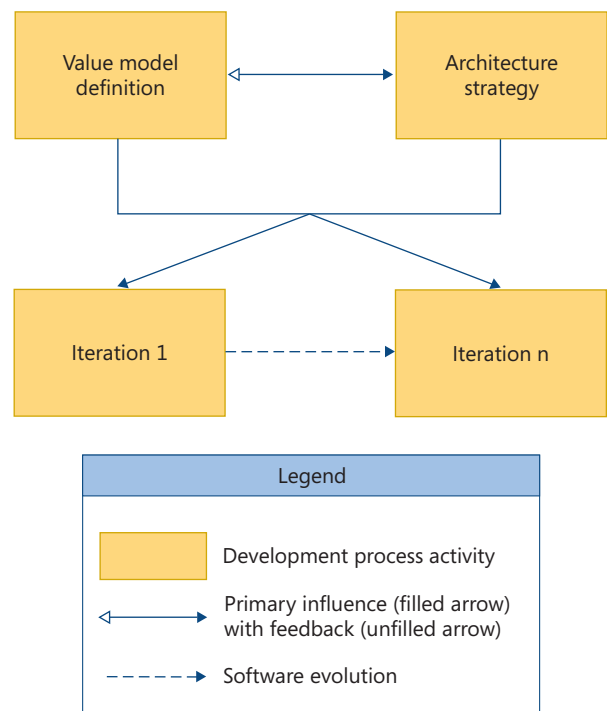 Value model
definition
Architecture
strategy
Iteration 1
Iteration n
Legend
Development process activity
Primary influence (filled arrow)
with feedback (unfilled arrow)
Software evolution